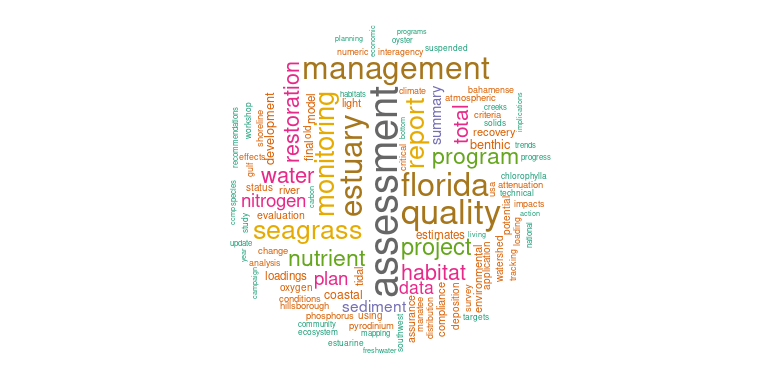 programs
economic
planning
oyster
suspended
numeric
interagency
management
restoration
habitats
climate
bahamense
development
monitoring
light
model
assessment
report
summary
atmospheric
total
creeks
criteria
solids
implications
recommendations
workshop
shoreline
old
final
estuary
bottom
critical
recovery
benthic
trends
effects
gulf
program
progress
water
florida
usa
chlorophylla
attenuation
technical
species
status
river
carbon
nitrogen
quality
potential
impacts
ccmp
study
evaluation
loading
action
national
seagrass
estimates
living
update
year
change
nutrient
project
watershed
tracking
analysis
campaign
loadings
plan
tidal
habitat
data
environmental
application
oxygen
coastal
conditions
hillsborough
sediment
assurance
manatee
distribution
compliance
deposition
survey
targets
phosphorus
using
community
pyrodinium
ecosystem
mapping
southwest
estuarine
freshwater